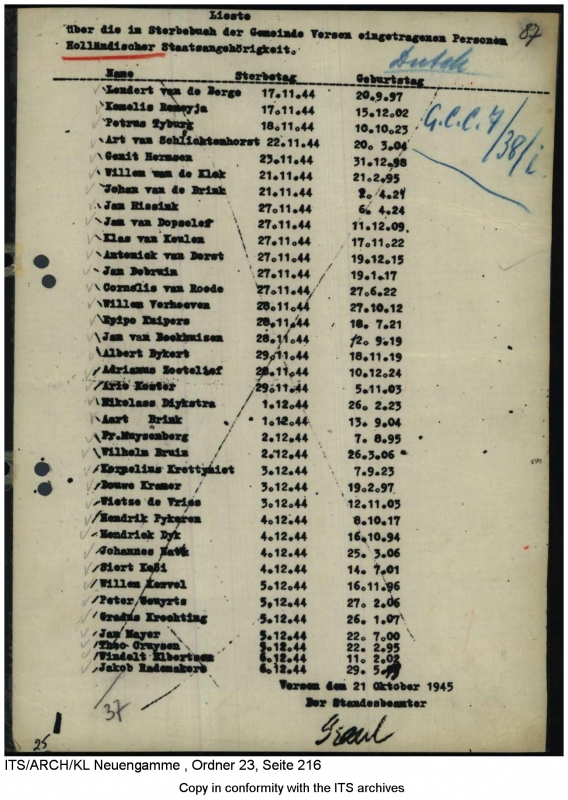 Lieste
über die im Sterbebuch der Gemeinde Versen eingetragenen Personen
Holländischer Staatsangehörigkeit.
87
Dutch
G.C.C. 7/38/i
Name Sterbetag Geburtstag
Lendert van de Berge 17.11.44 20.9.97
Kornelis 17.11.44 15.12.02
Petrus Tyburg 18.11.44 10.10.23
Art van Schlicktenhorst 22.11.44 20. 3.04
Genit Hermsen 23.11.44 31.12.98
Willem van de Klok 21.11.44 21.2.95
Johan van de Brink 21.11.44 2. 4.21
Jan Hissink 27.11.44 6. 4.24
Jan van Dopselef 27.11.44 11.12.09.
Klas van Keulen 27.11.44 17.11.22
Antoniek van Dorst 27.11.44 19.12.15
Jan Debruin 27.11.44 19.1.17
Cornélis van Roode 27.11.44 27.6.22
Willem Verhoeven 28.11.44 27.10.12
Epipe Kuipers 28.11.44 18. 7.21
Jan van Beekhuizen 28.11.44 2. 9.19
Albert Bykert 29.11.44 18.11.19
Adrianus Zoetelief 28.11.44 10.12.24
Arie Koster 29.11.44 5.11.03
Nikolass Diykstra 1.12.44 26. 2.23
Aart Brink 1.12.44 13. 9.04
Fr.Muysenberg 2.12.44 7. 8.95
Wilhelm Bruin 2.12.44 26.3.06
Kornelius Krettyniet 3.12.44 7.9.23
Douwe Kramer 3.12.44 19.2.97
Wietse de Vries 3.12.44 12.11.03
Hendrik Fykeren 4.12.44 8.10.17
Hendriek Dyk 4.12.44 16.10.94
Johannes 4.12.44 25. 3.06
Siert 4.12.44 14. 7.01
Willem 5.12.44 16.11.96
Peter Geuyrts 5.12.44 27. 2.06
Gradus Krechting 5.12.44 26. 1.07
Jan Mayer 5.12.44 22. 7.00
Theo Cruysen 5.12.44 22. 2.95
Windelt Elbertsen 6.12.44 11. 2.02
Jakob Rademakers 6.12.44 29. 5.
Versen den 21 Oktober 1945
Der Standesbeamter
37
25
ITS/ARCH/KL Neuengamme , Ordner 23, Seite 216
Copy in conformity with the ITS archives